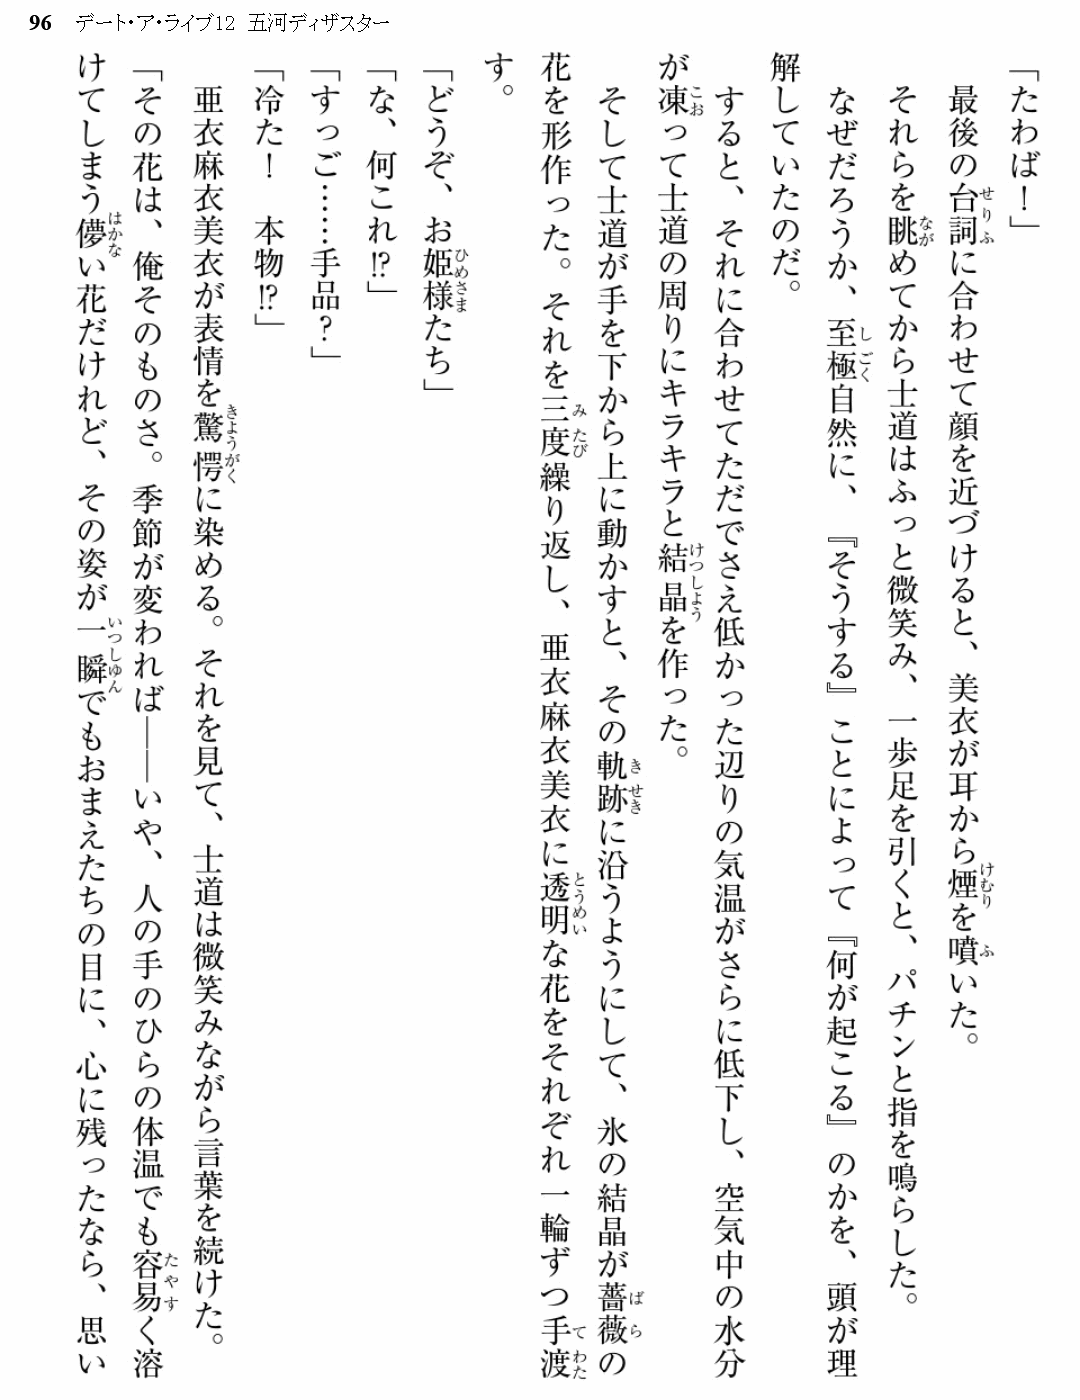 96 デート・ア・ライブ12 五河ディザスター
「たわば！」
最後の台詞に合わせて顔を近づけると、美衣が耳から煙を噴いた。
それらを眺めてから士道はふっと微笑み、一歩足を引くと、パチンと指を鳴らした。
なぜだろうか、至極自然に、『そうする』ことによって『何が起こる』のかを、頭が理
解していたのだ。
すると、それに合わせてただでさえ低かった辺りの気温がさらに低下し、空気中の水分
が凍って士道の周りにキラキラと結晶を作った。
そして士道が手を下から上に動かすと、その軌跡に沿うようにして、氷の結晶が薔薇の
花を形作った。それを三度繰り返し、亜衣麻衣美衣に透明な花をそれぞれ一輪ずつ手渡
す。
「どうぞ、お姫様たち」
「な、何これ!?」
「すっご……手品？」
「冷た！　本物!?」
亜衣麻衣美衣が表情を驚愕に染める。それを見て、士道は微笑みながら言葉を続けた。
「その花は、俺そのものさ。季節が変われば——いや、人の手のひらの体温でも容易く溶
けてしまう儚い花だけれど、その姿が一瞬でもおまえたちの目に、心に残ったなら、思い